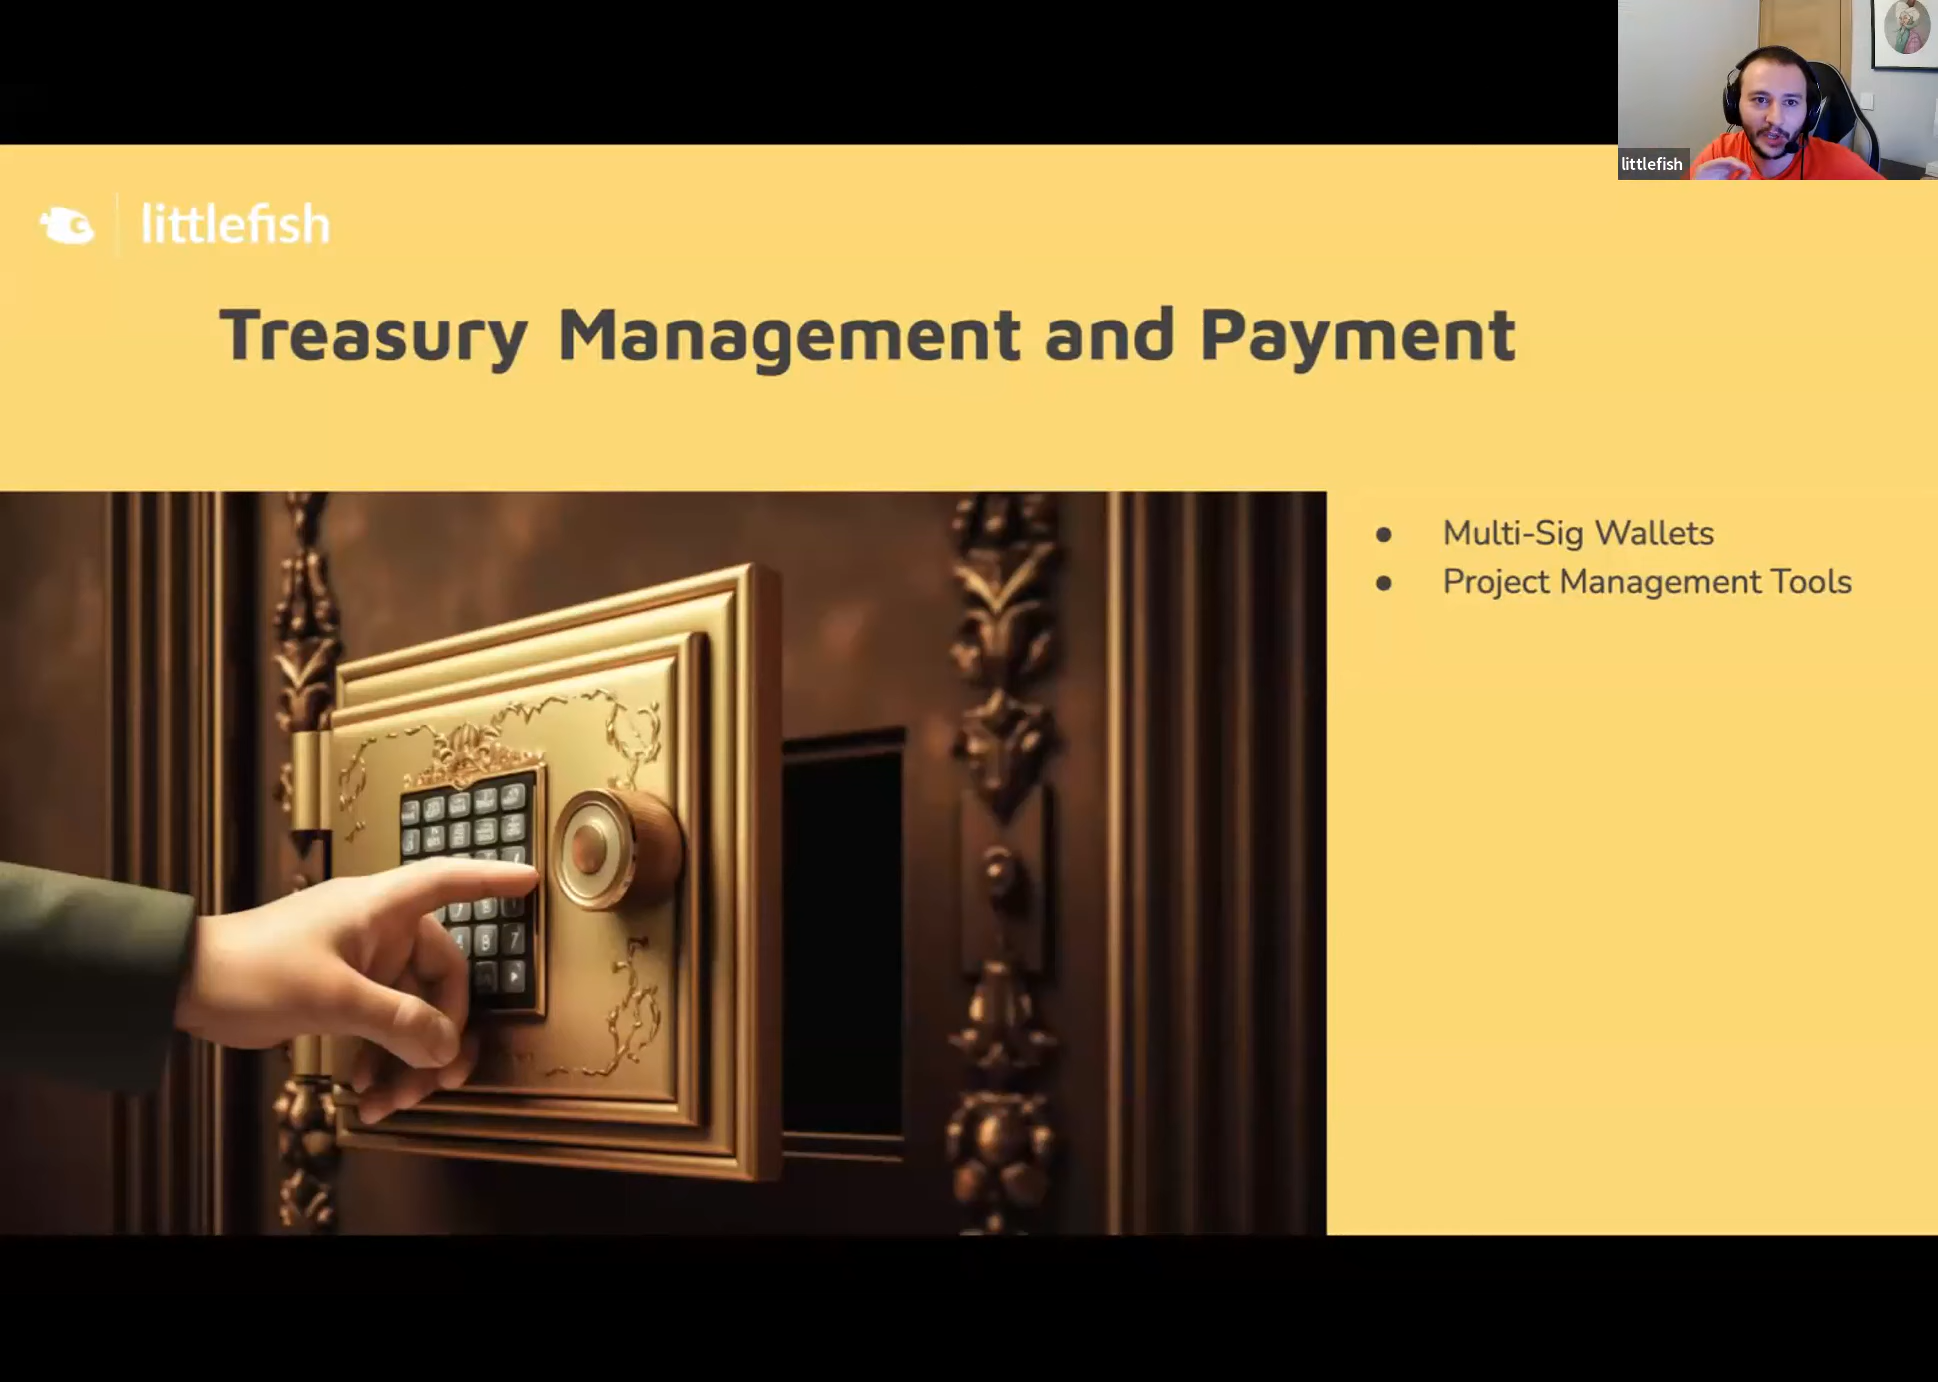 littlefish
littlefish
Treasury Management and Payment
● Multi-Sig Wallets
● Project Management Tools